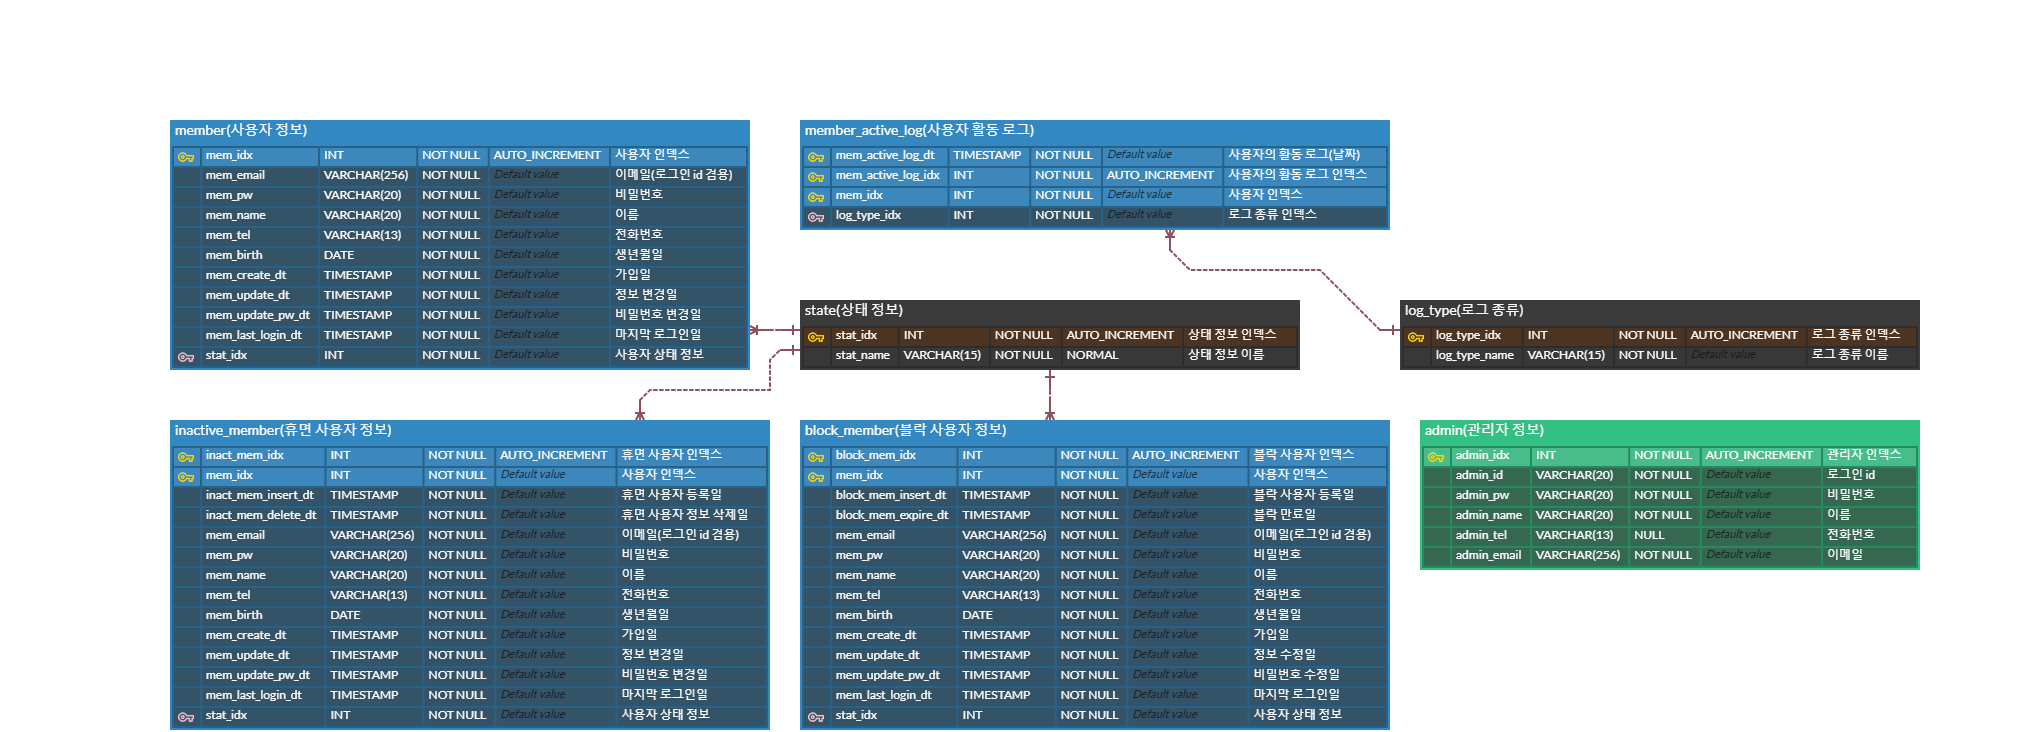 member(사용자 정보)
mem_idx INT NOT NULL AUTO_INCREMENT 사용자 인덱스
mem_email VARCHAR(256) NOT NULL Default value 이메일(로그인 id 겸용)
mem_pw VARCHAR(20) NOT NULL Default value 비밀번호
mem_name VARCHAR(20) NOT NULL Default value 이름
mem_tel VARCHAR(13) NOT NULL Default value 전화번호
mem_birth DATE NOT NULL Default value 생년월일
mem_create_dt TIMESTAMP NOT NULL Default value 가입일
mem_update_dt TIMESTAMP NOT NULL Default value 정보 변경일
mem_update_pw_dt TIMESTAMP NOT NULL Default value 비밀번호 변경일
mem_last_login_dt TIMESTAMP NOT NULL Default value 마지막 로그인일
stat_idx INT NOT NULL Default value 사용자 상태 정보
member_active_log(사용자 활동 로그)
mem_active_log_dt TIMESTAMP NOT NULL Default value 사용자의 활동 로그(날짜)
mem_active_log_idx INT NOT NULL AUTO_INCREMENT 사용자의 활동 로그 인덱스
mem_idx INT NOT NULL Default value 사용자 인덱스
log_type_idx INT NOT NULL Default value 로그 종류 인덱스
state(상태 정보)
stat_idx INT NOT NULL AUTO_INCREMENT 상태 정보 인덱스
stat_name VARCHAR(15) NOT NULL NORMAL 상태 정보 이름
log_type(로그 종류)
log_type_idx INT NOT NULL AUTO_INCREMENT 로그 종류 인덱스
log_type_name VARCHAR(15) NOT NULL Default value 로그 종류 이름
inactive_member(휴면 사용자 정보)
inact_mem_idx INT NOT NULL AUTO_INCREMENT 휴면 사용자 인덱스
mem_idx INT NOT NULL Default value 사용자 인덱스
inact_mem_insert_dt TIMESTAMP NOT NULL Default value 휴면 사용자 등록일
inact_mem_delete_dt TIMESTAMP NOT NULL Default value 휴면 사용자 정보 삭제일
mem_email VARCHAR(256) NOT NULL Default value 이메일(로그인 id 겸용)
mem_pw VARCHAR(20) NOT NULL Default value 비밀번호
mem_name VARCHAR(20) NOT NULL Default value 이름
mem_tel VARCHAR(13) NOT NULL Default value 전화번호
mem_birth DATE NOT NULL Default value 생년월일
mem_create_dt TIMESTAMP NOT NULL Default value 가입일
mem_update_dt TIMESTAMP NOT NULL Default value 정보 변경일
mem_update_pw_dt TIMESTAMP NOT NULL Default value 비밀번호 변경일
mem_last_login_dt TIMESTAMP NOT NULL Default value 마지막 로그인일
stat_idx INT NOT NULL Default value 사용자 상태 정보
block_member(블락 사용자 정보)
block_mem_idx INT NOT NULL AUTO_INCREMENT 블락 사용자 인덱스
mem_idx INT NOT NULL Default value 사용자 인덱스
block_mem_insert_dt TIMESTAMP NOT NULL Default value 블락 사용자 등록일
block_mem_expire_dt TIMESTAMP NOT NULL Default value 블락 만료일
mem_email VARCHAR(256) NOT NULL Default value 이메일(로그인 id 겸용)
mem_pw VARCHAR(20) NOT NULL Default value 비밀번호
mem_name VARCHAR(20) NOT NULL Default value 이름
mem_tel VARCHAR(13) NOT NULL Default value 전화번호
mem_birth DATE NOT NULL Default value 생년월일
mem_create_dt TIMESTAMP NOT NULL Default value 가입일
mem_update_dt TIMESTAMP NOT NULL Default value 정보 수정일
mem_update_pw_dt TIMESTAMP NOT NULL Default value 비밀번호 수정일
mem_last_login_dt TIMESTAMP NOT NULL Default value 마지막 로그인일
stat_idx INT NOT NULL Default value 사용자 상태 정보
admin(관리자 정보)
admin_idx INT NOT NULL AUTO_INCREMENT 관리자 인덱스
admin_id VARCHAR(20) NOT NULL Default value 로그인 id
admin_pw VARCHAR(20) NOT NULL Default value 비밀번호
admin_name VARCHAR(20) NOT NULL Default value 이름
admin_tel VARCHAR(13) NULL Default value 전화번호
admin_email VARCHAR(256) NOT NULL Default value 이메일